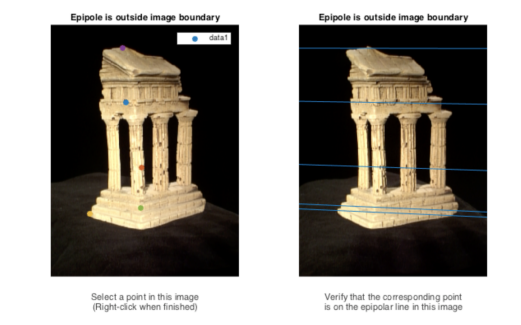 Epipole is outside image boundary
data1
Select a point in this image
(Right-click when finished)
Epipole is outside image boundary
Verify that the corresponding point
is on the epipolar line in this image